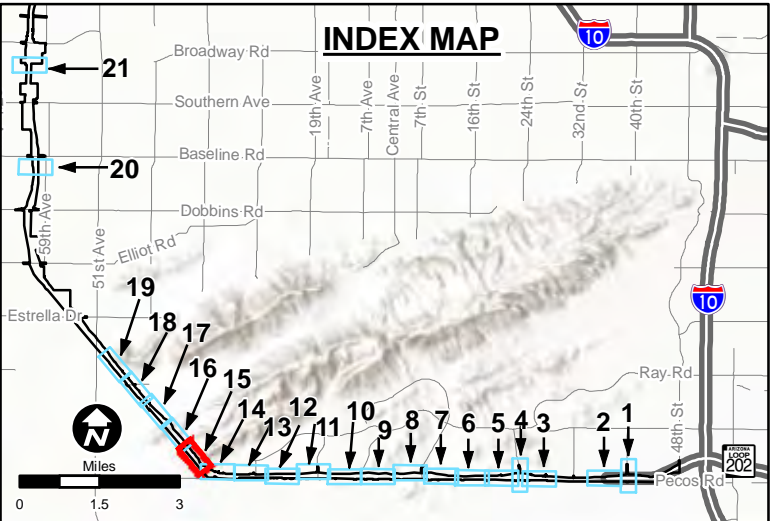 INDEX MAP
10
Broadway Rd
21
Southern Ave
19th Ave
7th Ave
Central Ave
7th St
16th St
24th St
32nd St
40th St
Baseline Rd
20
Dobbins Rd
59th Ave
51st Ave
Elliot Rd
Estrella Dr
19
18
17
16
15
14
13
12
11
10
9
8
7
6
5
4
3
2
1
10
Ray Rd
48th St
ARIZONA
LOOP
202
Pecos Rd
N
Miles
0 1.5 3